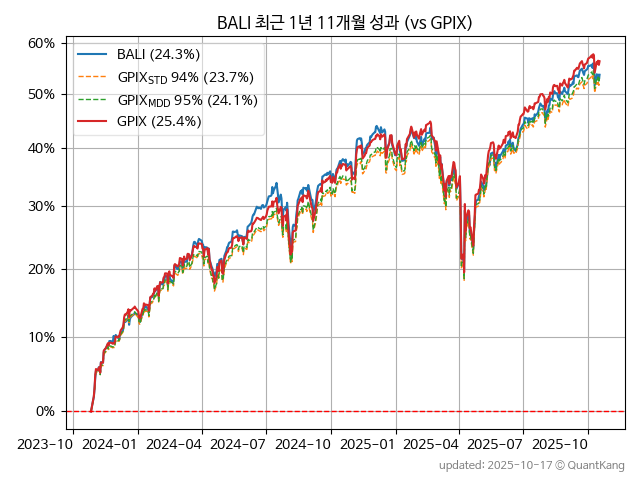 BALI 최근 1년 11개월 성과 (vs GPIX)
BALI (24.3%)
GPIXSTD 94% (23.7%)
GPIXMDD 95% (24.1%)
GPIX (25.4%)
60%
50%
40%
30%
20%
10%
0%
2023-10 2024-01 2024-04 2024-07 2024-10 2025-01 2025-04 2025-07 2025-10
updated: 2025-10-17 © QuantKang